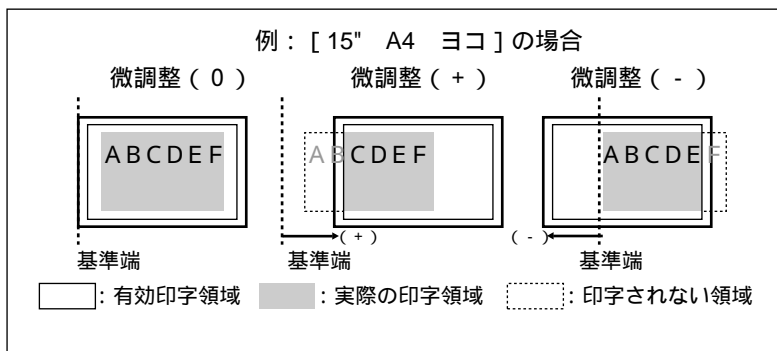 例：[ 15"　A4　ヨコ ] の場合
微調整 ( 0 )　微調整 ( + )　微調整 ( - )
ABCDEF　ABCDEF　ABCDEF
( + )　( - )
基準端　基準端　基準端
：有効印字領域　：実際の印字領域　：印字されない領域